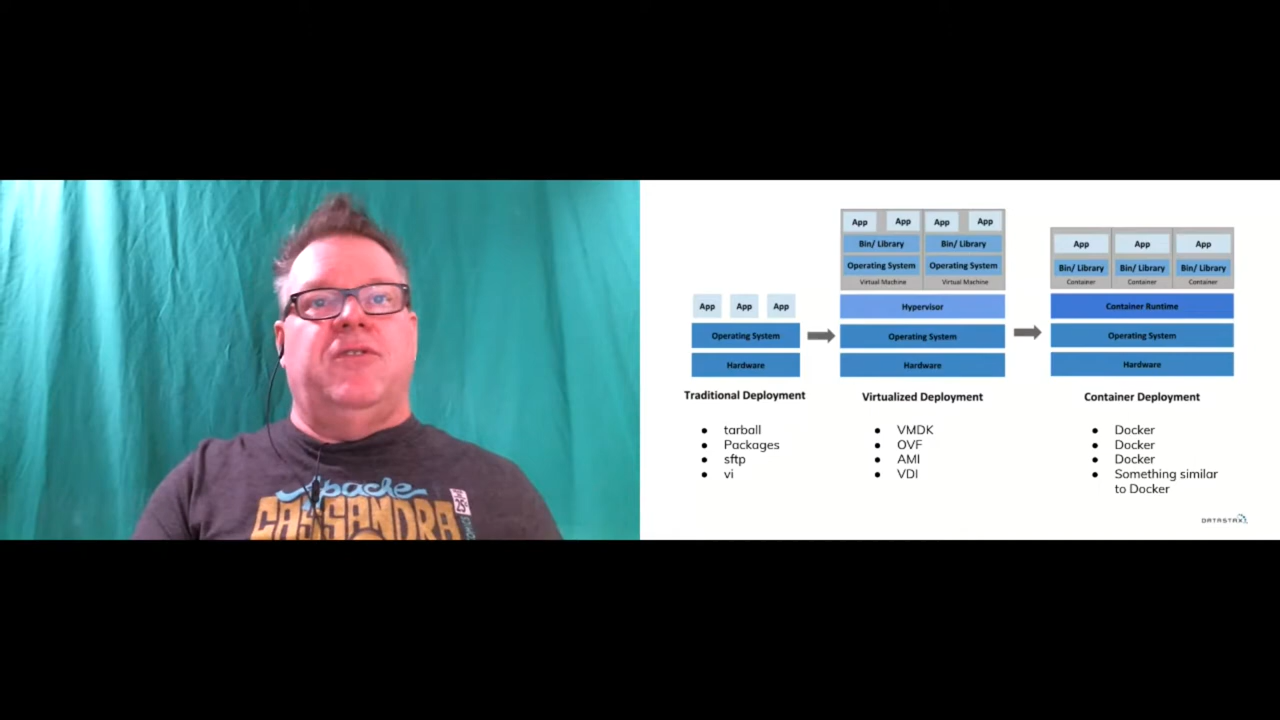 Apache
CASSANDRA
App
App
App
Operating System
Hardware
Traditional Deployment
tarball
Packages
sftp
vi
App
App
App
App
Bin/ Library
Bin/ Library
Operating System
Operating System
Virtual Machine
Virtual Machine
Hypervisor
Operating System
Hardware
Virtualized Deployment
VMDK
OVF
AMI
VDI
App
App
App
Bin/ Library
Bin/ Library
Bin/ Library
Container
Container
Container
Container Runtime
Operating System
Hardware
Container Deployment
Docker
Docker
Docker
Something similar
to Docker
DATASTAX